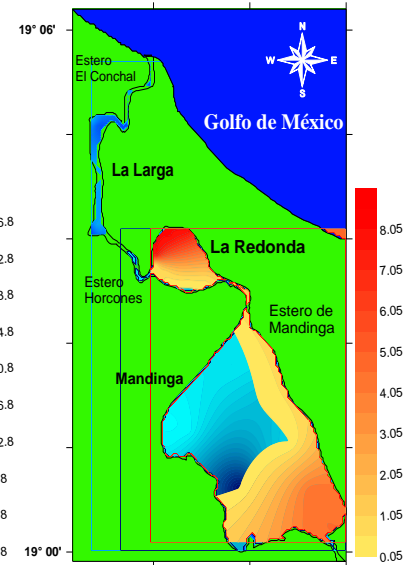 19° 06'
Estero
El Conchal
N
W
E
S
Golfo de México
La Larga
La Redonda
Estero
Horcones
Estero de
Mandinga
Mandinga
19° 00'
8.05
7.05
6.05
5.05
4.05
3.05
2.05
1.05
0.05